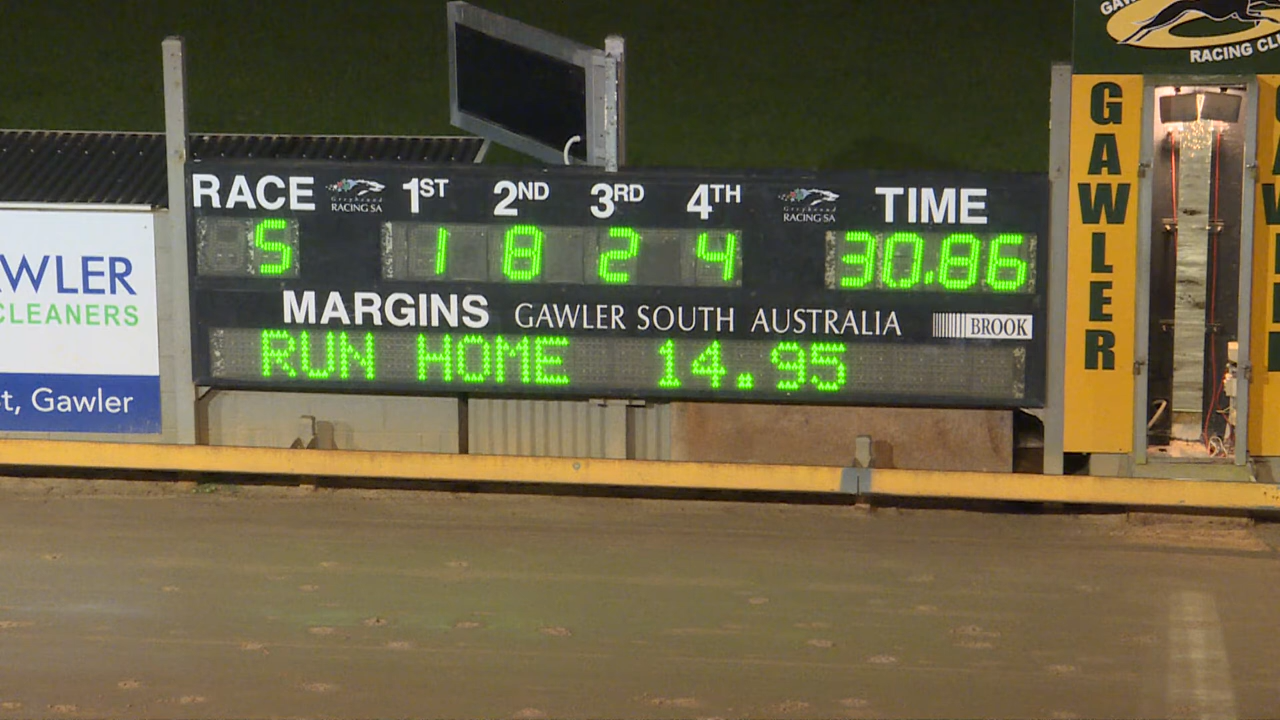 RACING CLU
RACE Greyhound RACING SA 1ST 2ND 3RD 4TH Greyhound RACING SA TIME
5 1 8 2 4 30.86
MARGINS GAWLER SOUTH AUSTRALIA BROOK
RUN HOME 14.95
AWLER
CLEANERS
t, Gawler
GAWLER